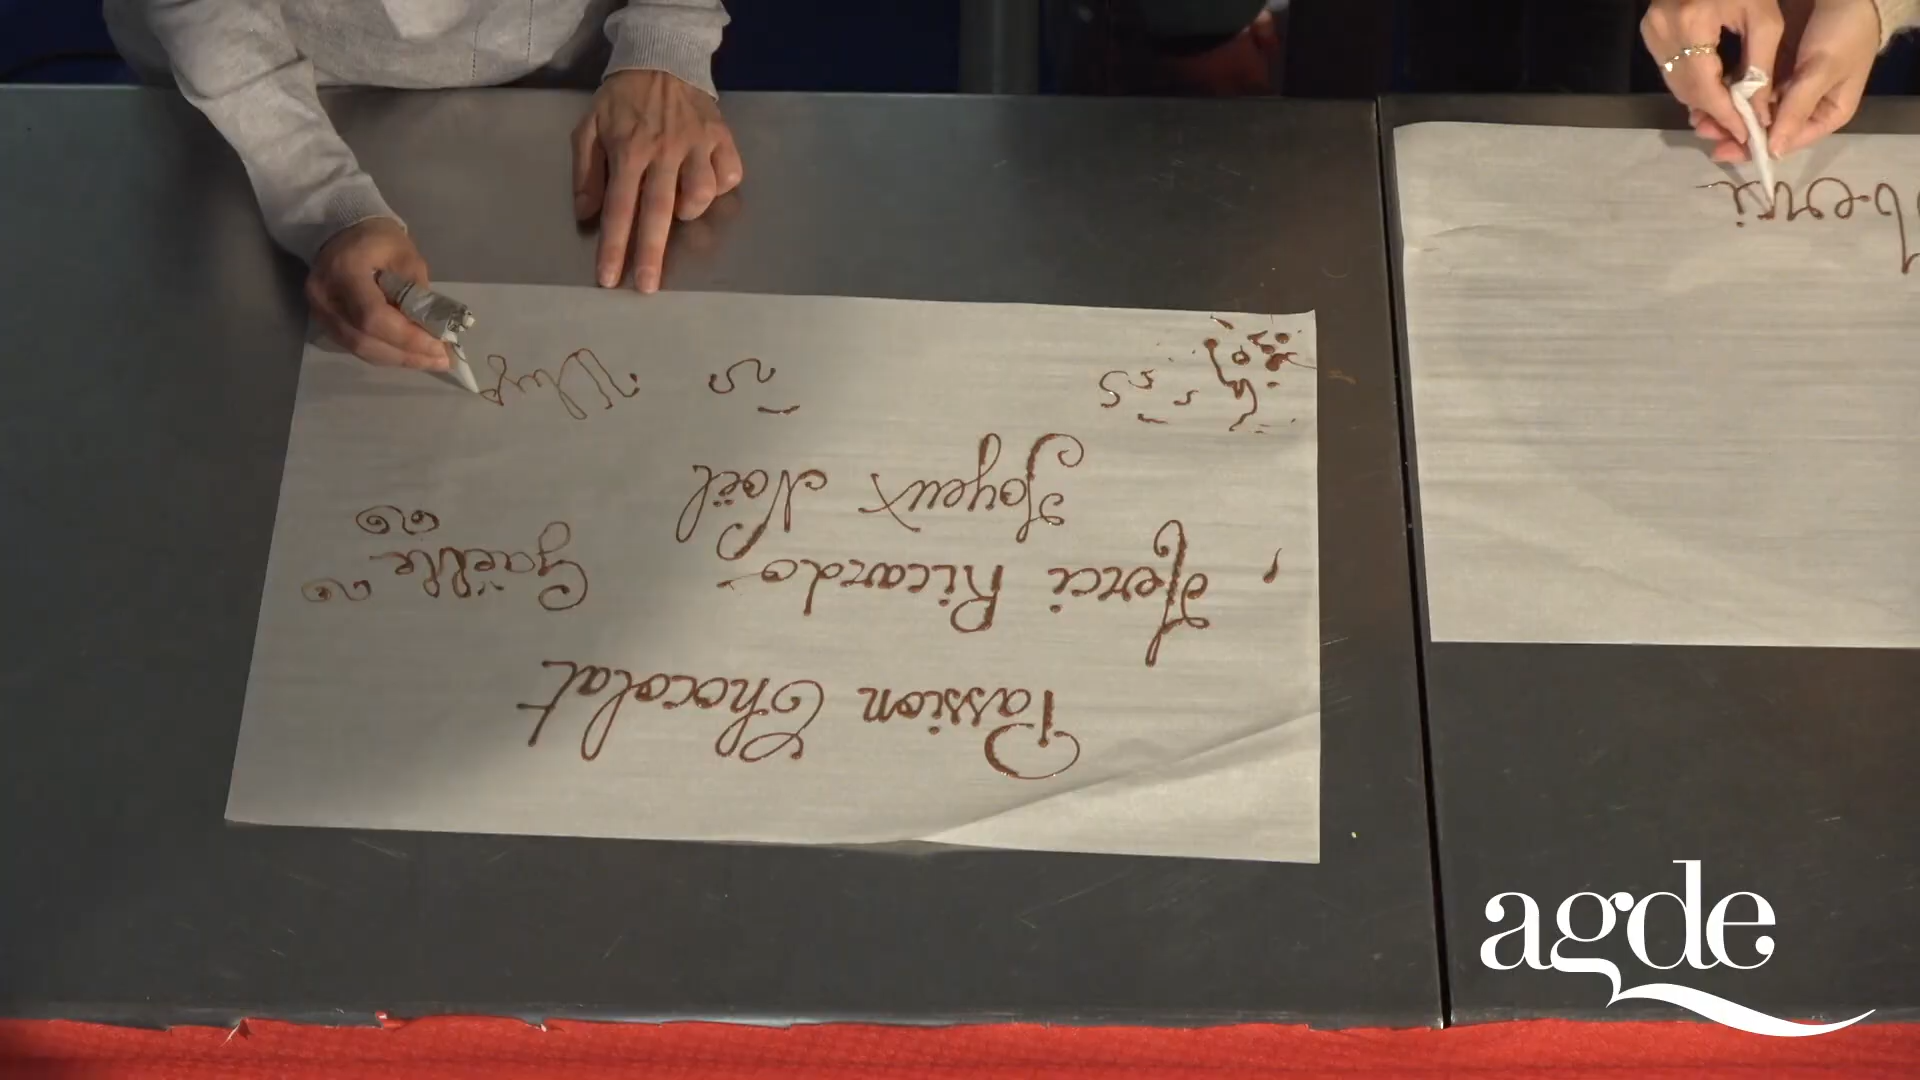 Passion Chocolat
Merci Ricardo
Gaëlle
Joyeux Noël
agde